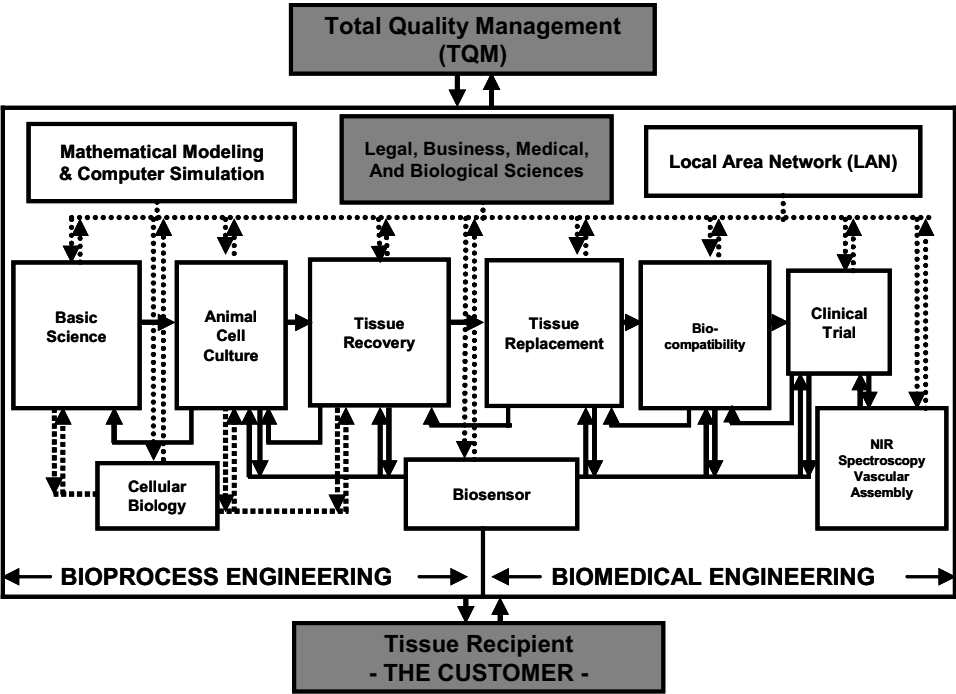 Total Quality Management
(TQM)
Mathematical Modeling
& Computer Simulation
Legal, Business, Medical,
And Biological Sciences
Local Area Network (LAN)
Basic
Science
Animal
Cell
Culture
Tissue
Recovery
Tissue
Replacement
Bio-
compatibility
Clinical
Trial
Cellular
Biology
Biosensor
NIR
Spectroscopy
Vascular
Assembly
BIOPROCESS ENGINEERING
BIOMEDICAL ENGINEERING
Tissue Recipient
- THE CUSTOMER -